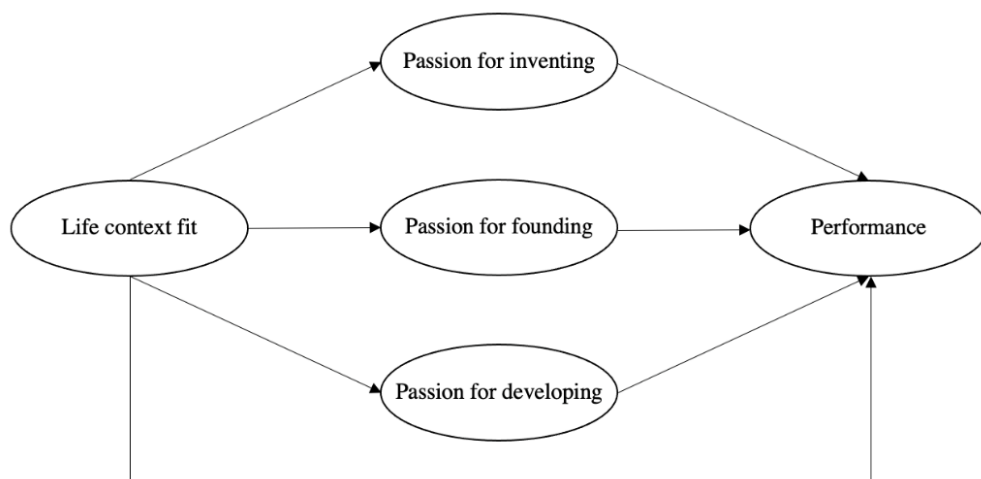 Passion for inventing
Life context fit
Passion for founding
Performance
Passion for developing